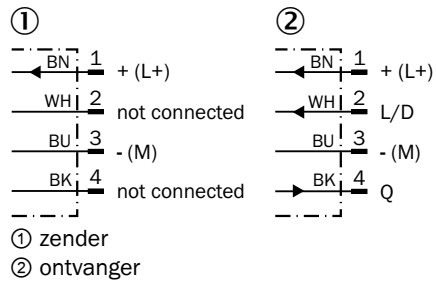 ① ②
BN 1 + (L+) BN 1 + (L+)
WH 2 not connected WH 2 L/D
BU 3 - (M) BU 3 - (M)
BK 4 not connected BK 4 Q
① zender
② ontvanger